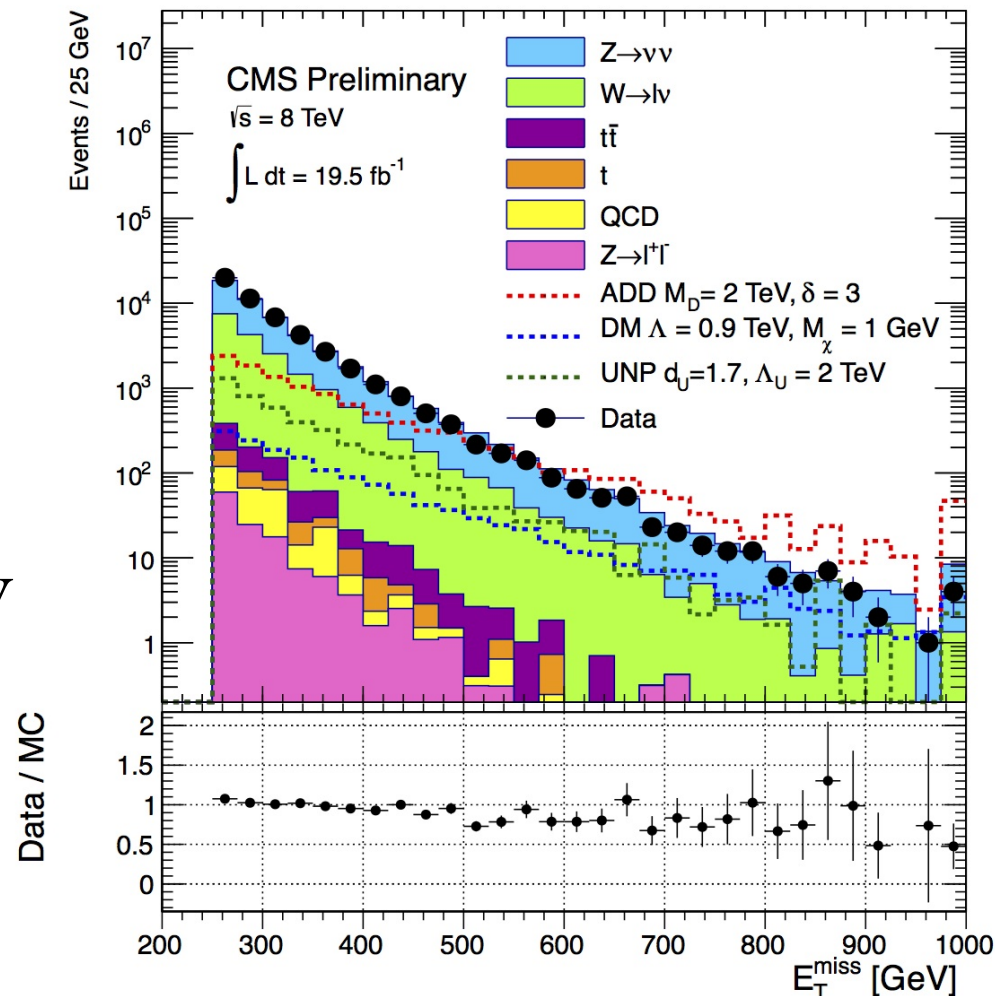 Events / 25 GeV
10⁷
10⁶
10⁵
10⁴
10³
10²
10
1
CMS Preliminary
√s = 8 TeV
∫ L dt = 19.5 fb⁻¹
Z→νν
W→lν
tt̄
t
QCD
Z→l⁺l⁻
ADD M_D= 2 TeV, δ = 3
DM Λ = 0.9 TeV, M_χ = 1 GeV
UNP d_U=1.7, Λ_U = 2 TeV
Data
Data / MC
2
1.5
1
0.5
0
200 300 400 500 600 700 800 900 1000
E_T^miss [GeV]